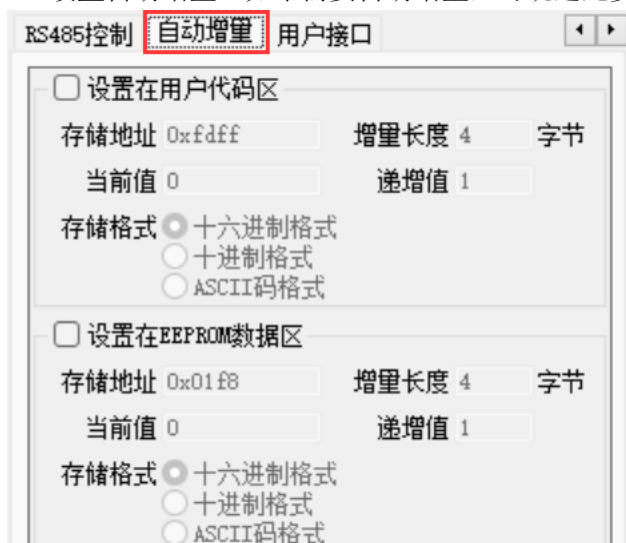 RS485控制 自动增量 用户接口
设置在用户代码区
存储地址 0xfdff 增量长度 4 字节
当前值 0 递增值 1
存储格式 十六进制格式
十进制格式
ASCII码格式
设置在EEPROM数据区
存储地址 0x01f8 增量长度 4 字节
当前值 0 递增值 1
存储格式 十六进制格式
十进制格式
ASCII码格式